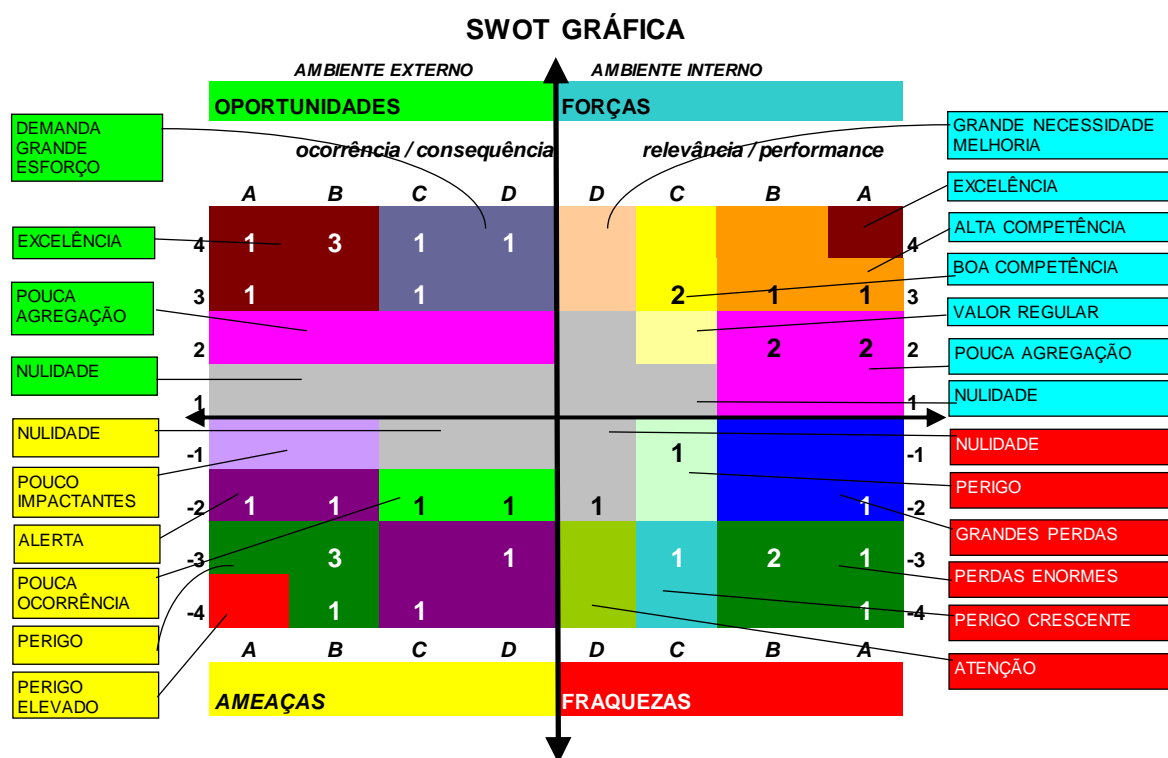 SWOT GRÁFICA
AMBIENTE EXTERNO
AMBIENTE INTERNO
OPORTUNIDADES
FORÇAS
ocorrência / consequência
relevância / performance
A B C D D C B A
4 1 3 1 1 4
3 1 1 2 1 1 3
2 2 2 2
1 1
-1 1 -1
-2 1 1 1 1 1 1 -2
-3 3 1 1 2 1 -3
-4 1 1 1 -4
A B C D D C B A
AMEAÇAS
FRAQUEZAS
DEMANDA
GRANDE
ESFORÇO
EXCELÊNCIA
POUCA
AGREGAÇÃO
NULIDADE
NULIDADE
POUCO
IMPACTANTES
ALERTA
POUCA
OCORRÊNCIA
PERIGO
PERIGO
ELEVADO
GRANDE NECESSIDADE
MELHORIA
EXCELÊNCIA
ALTA COMPETÊNCIA
BOA COMPETÊNCIA
VALOR REGULAR
POUCA AGREGAÇÃO
NULIDADE
NULIDADE
PERIGO
GRANDES PERDAS
PERDAS ENORMES
PERIGO CRESCENTE
ATENÇÃO